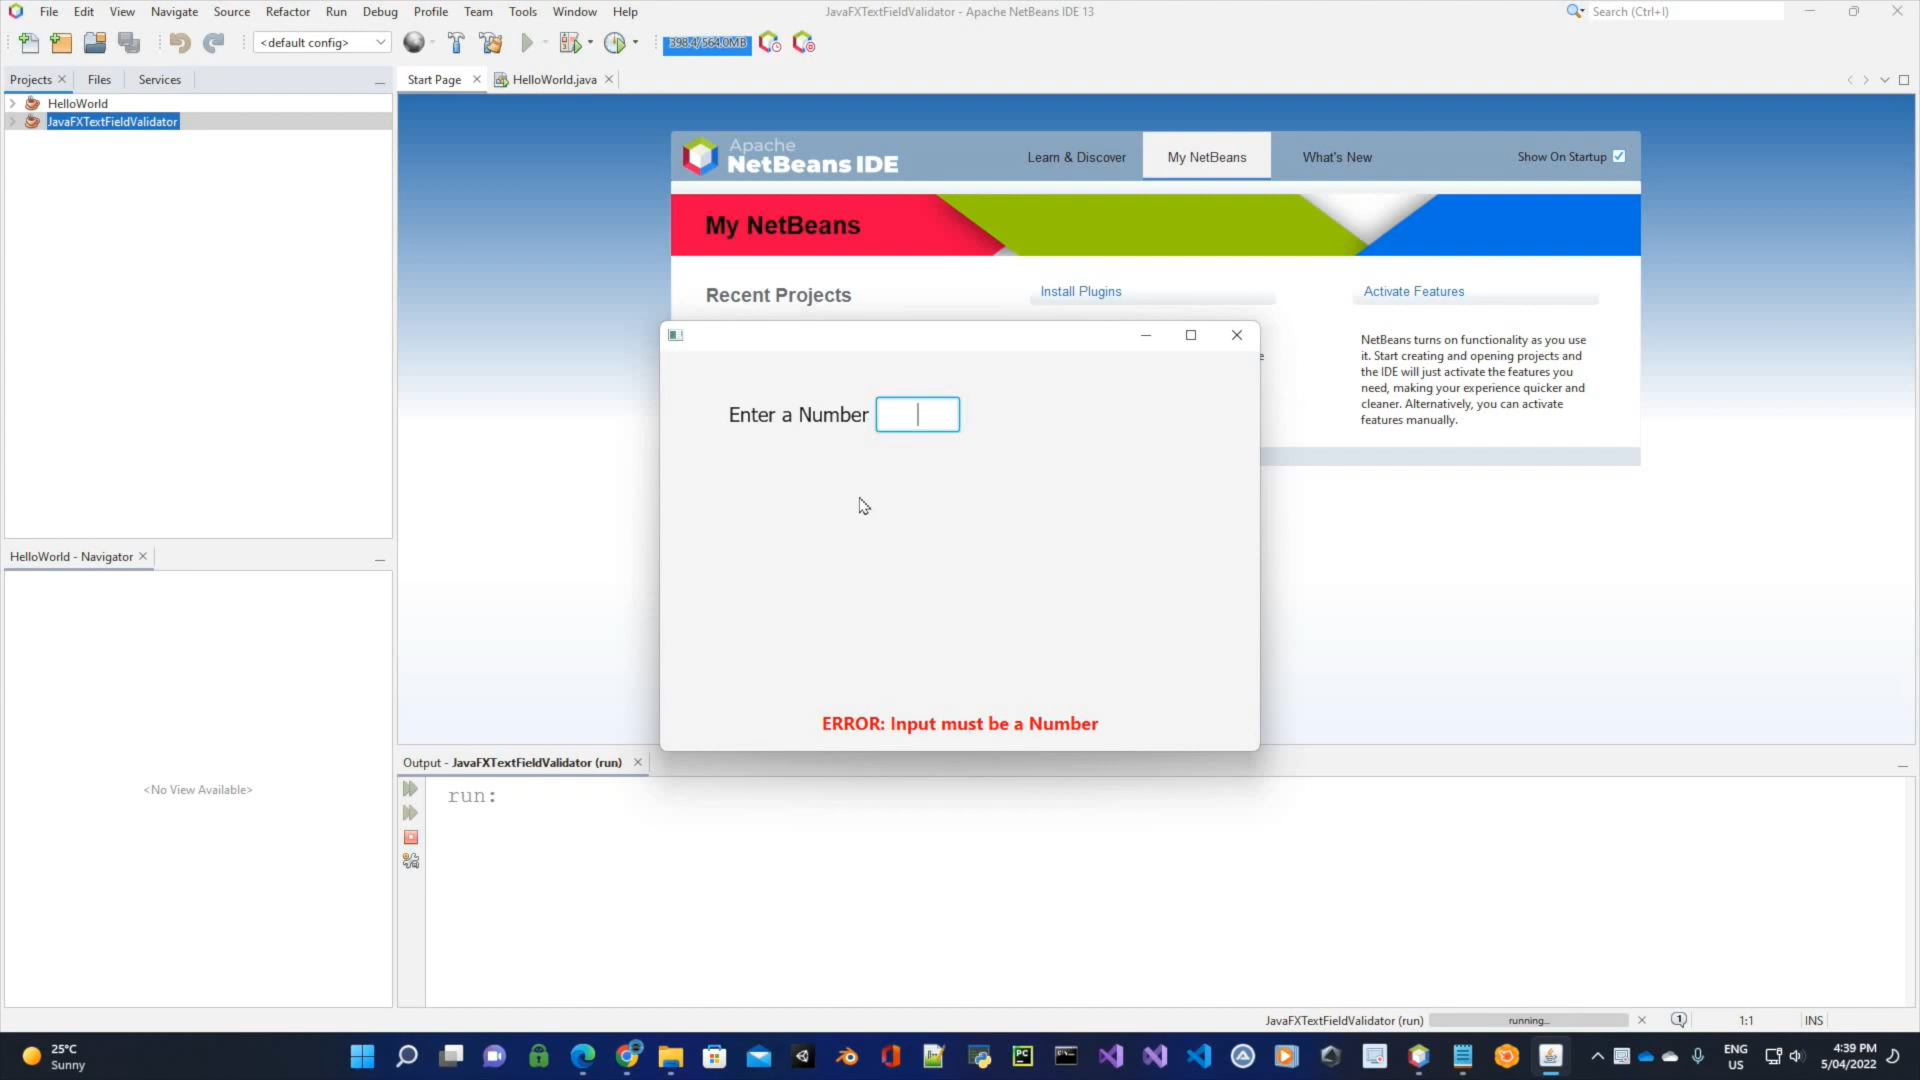 File Edit View Navigate Source Refactor Run Debug Profile Team Tools Window Help
JavaFXTextFieldValidator - Apache NetBeans IDE 13
Search (Ctrl+I)
<default config>
398.4/564.0MB
Projects Files Services
Start Page HelloWorld.java
HelloWorld
JavaFXTextFieldValidator
Apache
NetBeans IDE
Learn & Discover My NetBeans What's New Show On Startup
My NetBeans
Recent Projects
Install Plugins
Activate Features
NetBeans turns on functionality as you use
it. Start creating and opening projects and
the IDE will just activate the features you
need, making your experience quicker and
cleaner. Alternatively, you can activate
features manually.
Enter a Number
ERROR: Input must be a Number
HelloWorld - Navigator
<No View Available>
Output - JavaFXTextFieldValidator (run)
run:
JavaFXTextFieldValidator (run) running... 1 1:1 INS
25°C
Sunny
PC
ENG
US
4:39 PM
5/04/2022